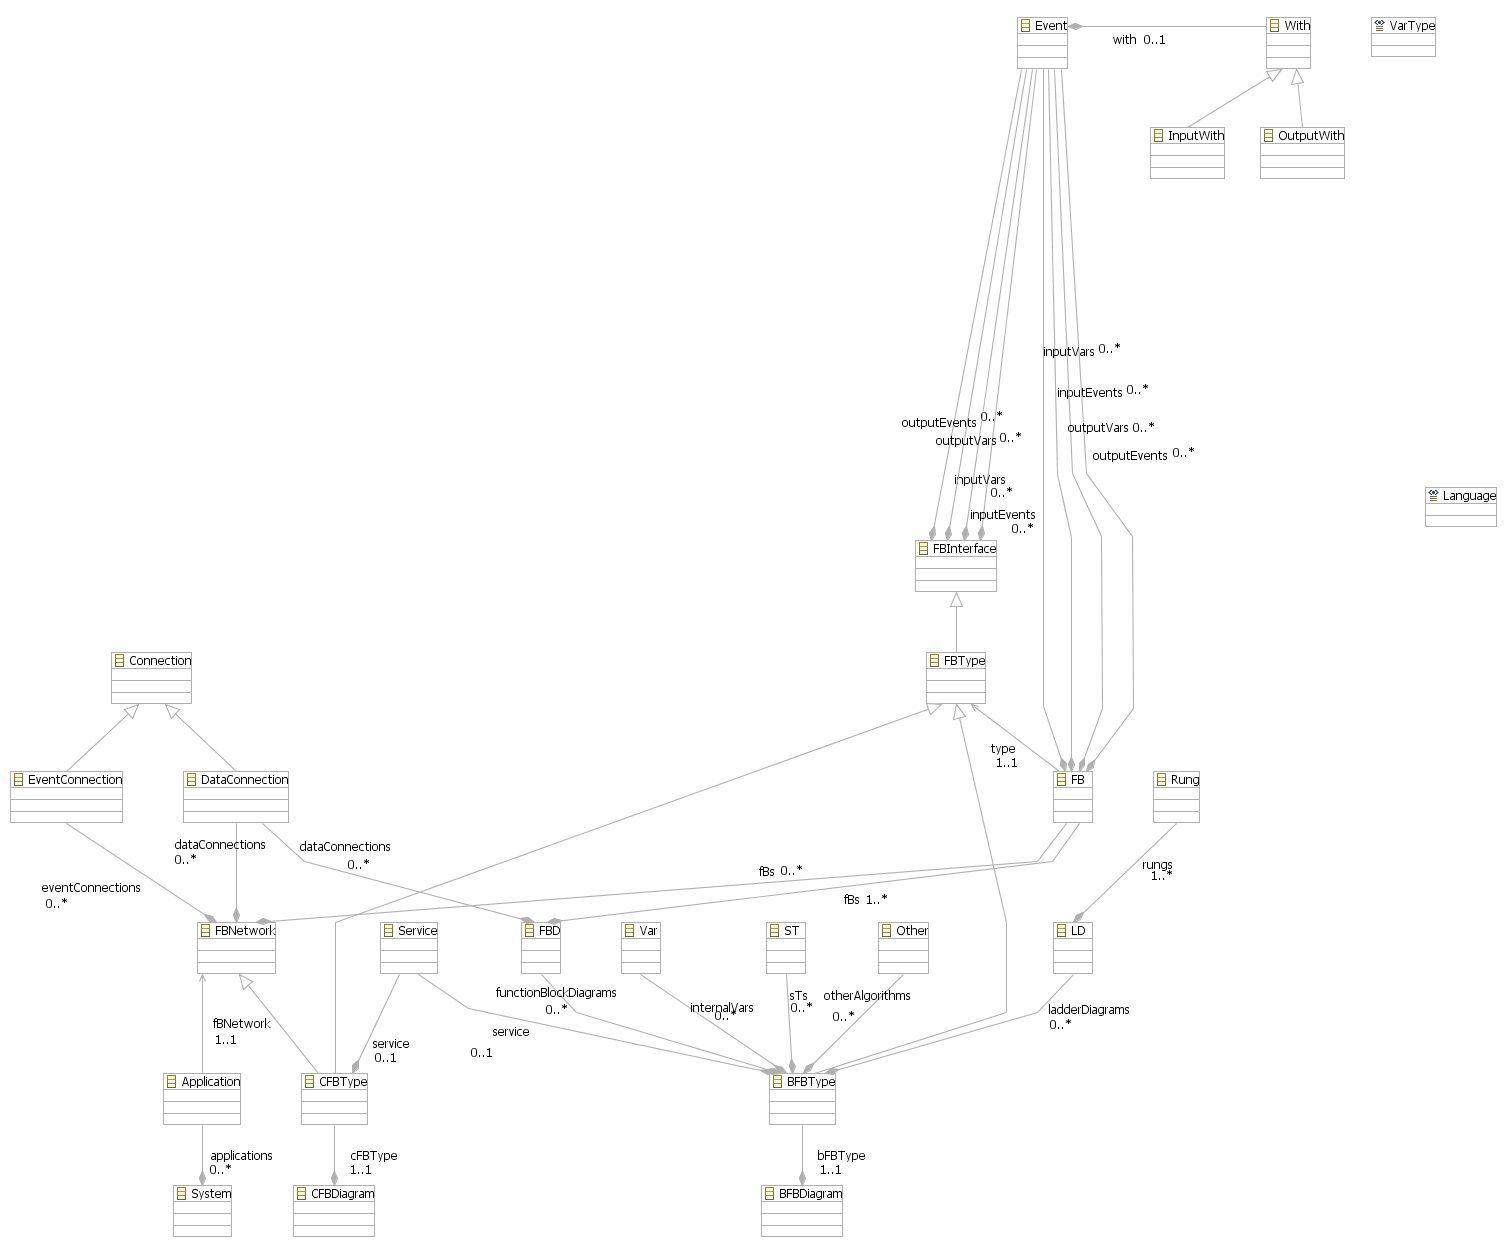 Event
with 0..1
With
VarType
InputWith
OutputWith
inputVars 0..*
inputEvents 0..*
outputEvents 0..*
outputVars 0..*
outputVars 0..*
outputEvents 0..*
inputVars
0..*
inputEvents
0..*
Language
FBInterface
Connection
FBType
type
1..1
EventConnection
DataConnection
FB
Rung
dataConnections
0..*
dataConnections
0..*
eventConnections
0..*
fBs 0..*
fBs 1..*
rungs
1..*
FBNetwork
Service
FBD
Var
ST
Other
LD
functionBlockDiagrams
0..*
internalVars
0..*
sTs
0..*
otherAlgorithms
0..*
ladderDiagrams
0..*
fBNetwork
1..1
service
0..1
service
0..1
Application
CFBType
BFBType
applications
0..*
cFBType
1..1
bFBType
1..1
System
CFBDiagram
BFBDiagram